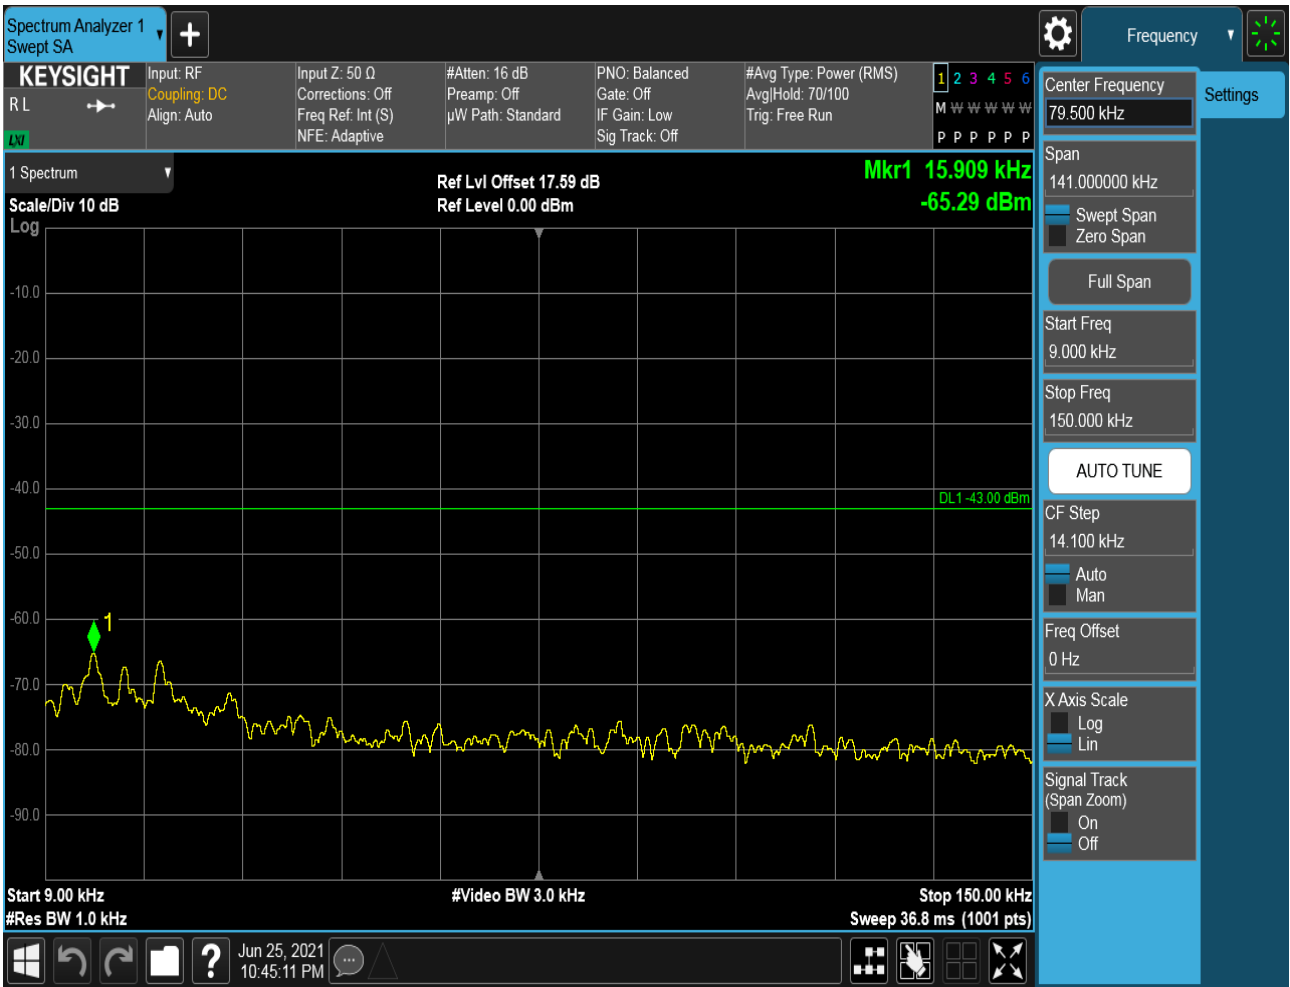 Spectrum Analyzer 1
Swept SA
Frequency
KEYSIGHT
R L
LXI
Input: RF
Coupling: DC
Align: Auto
Input Z: 50 Ω
Corrections: Off
Freq Ref: Int (S)
NFE: Adaptive
#Atten: 16 dB
Preamp: Off
µW Path: Standard
PNO: Balanced
Gate: Off
IF Gain: Low
Sig Track: Off
#Avg Type: Power (RMS)
Avg|Hold: 70/100
Trig: Free Run
1 2 3 4 5 6
M W W W W W
P P P P P P
1 Spectrum
Scale/Div 10 dB
Log
Ref Lvl Offset 17.59 dB
Ref Level 0.00 dBm
Mkr1 15.909 kHz
-65.29 dBm
-10.0
-20.0
-30.0
-40.0
DL1 -43.00 dBm
-50.0
-60.0
1
-70.0
-80.0
-90.0
Start 9.00 kHz
#Res BW 1.0 kHz
#Video BW 3.0 kHz
Stop 150.00 kHz
Sweep 36.8 ms (1001 pts)
Settings
Center Frequency
79.500 kHz
Span
141.000000 kHz
Swept Span
Zero Span
Full Span
Start Freq
9.000 kHz
Stop Freq
150.000 kHz
AUTO TUNE
CF Step
14.100 kHz
Auto
Man
Freq Offset
0 Hz
X Axis Scale
Log
Lin
Signal Track
(Span Zoom)
On
Off
?
Jun 25, 2021
10:45:11 PM